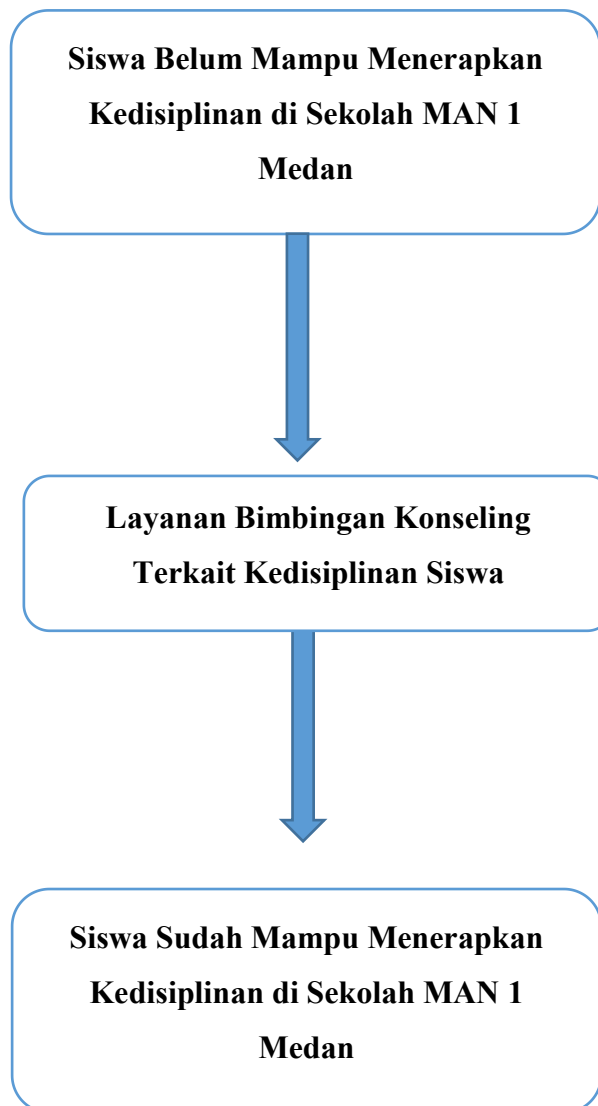 Siswa Belum Mampu Menerapkan
Kedisiplinan di Sekolah MAN 1
Medan
Layanan Bimbingan Konseling
Terkait Kedisiplinan Siswa
Siswa Sudah Mampu Menerapkan
Kedisiplinan di Sekolah MAN 1
Medan